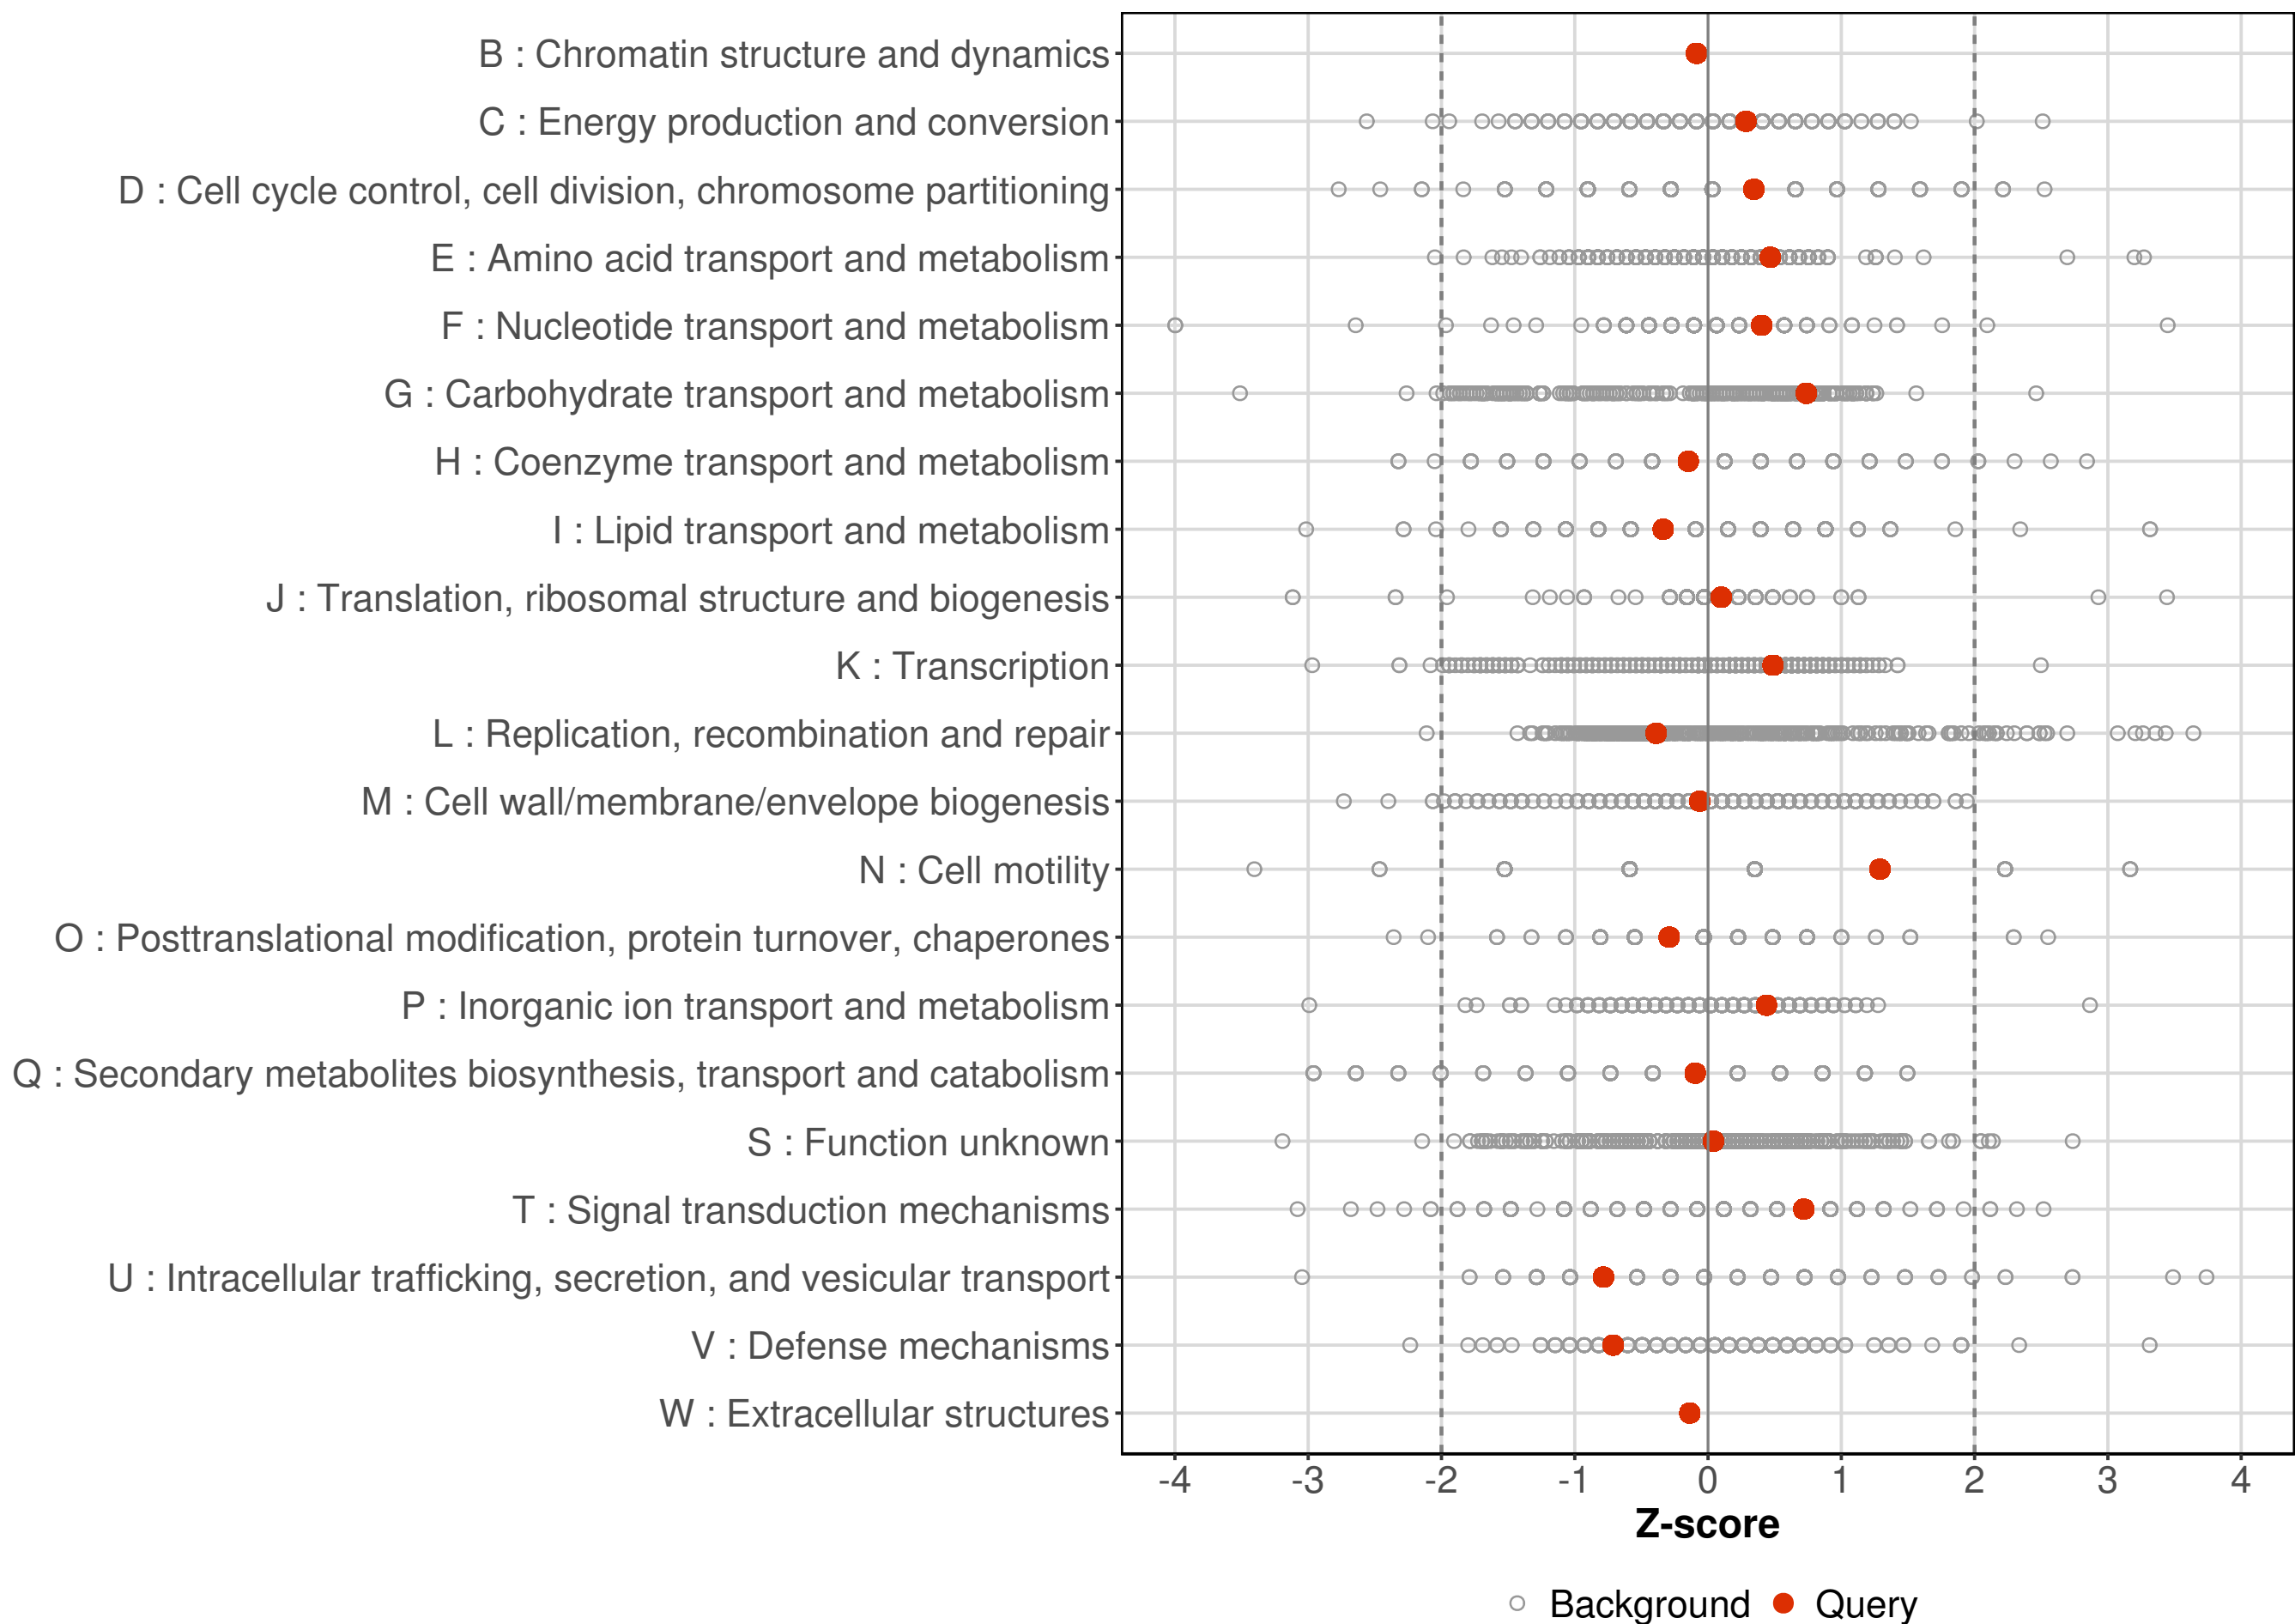 B : Chromatin structure and dynamics
C : Energy production and conversion
D : Cell cycle control, cell division, chromosome partitioning
E : Amino acid transport and metabolism
F : Nucleotide transport and metabolism
G : Carbohydrate transport and metabolism
H : Coenzyme transport and metabolism
I : Lipid transport and metabolism
J : Translation, ribosomal structure and biogenesis
K : Transcription
L : Replication, recombination and repair
M : Cell wall/membrane/envelope biogenesis
N : Cell motility
O : Posttranslational modification, protein turnover, chaperones
P : Inorganic ion transport and metabolism
Q : Secondary metabolites biosynthesis, transport and catabolism
S : Function unknown
T : Signal transduction mechanisms
U : Intracellular trafficking, secretion, and vesicular transport
V : Defense mechanisms
W : Extracellular structures
-4 -3 -2 -1 0 1 2 3 4
Z-score
Background Query